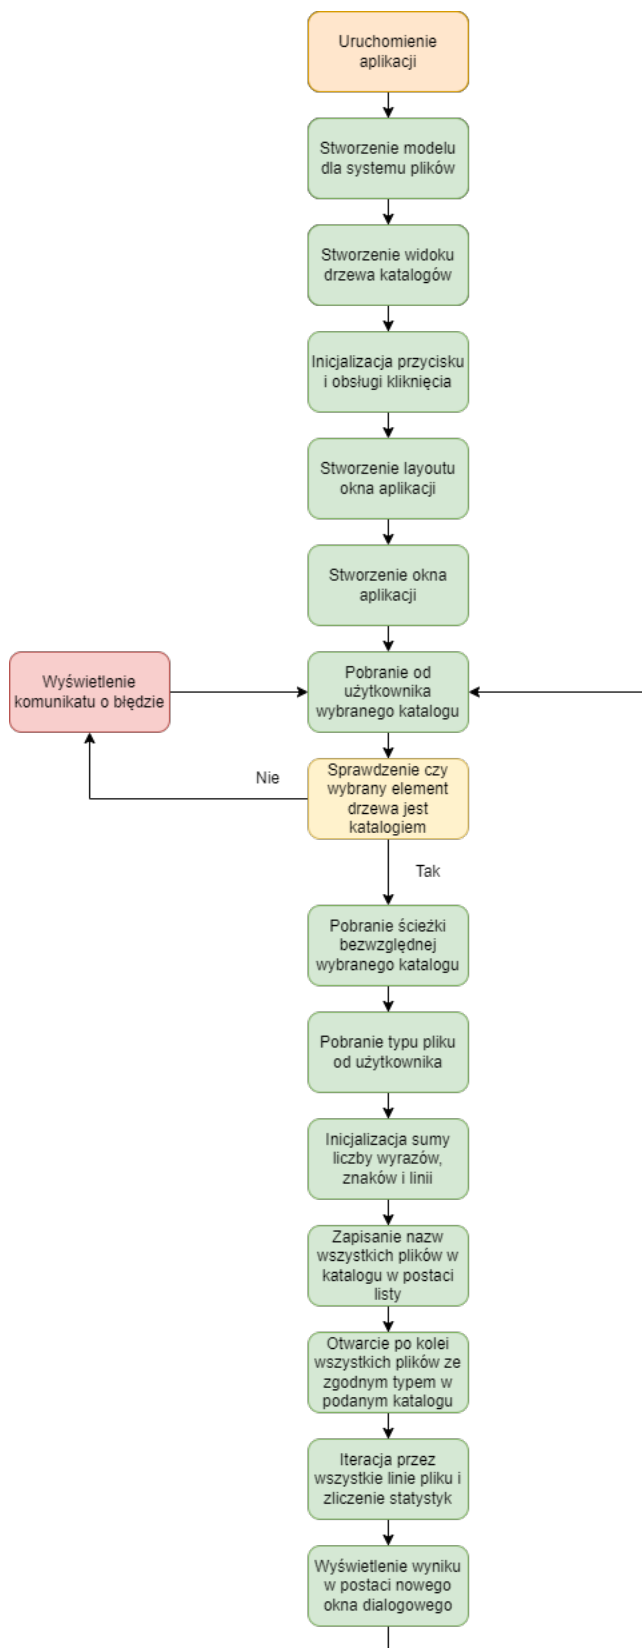 Uruchomienie
aplikacji
Stworzenie modelu
dla systemu plików
Stworzenie widoku
drzewa katalogów
Inicjalizacja przycisku
i obsługi kliknięcia
Stworzenie layoutu
okna aplikacji
Stworzenie okna
aplikacji
Wyświetlenie
komunikatu o błędzie
Pobranie od
użytkownika
wybranego katalogu
Nie
Sprawdzenie czy
wybrany element
drzewa jest
katalogiem
Tak
Pobranie ścieżki
bezwzględnej
wybranego katalogu
Pobranie typu pliku
od użytkownika
Inicjalizacja sumy
liczby wyrazów,
znaków i linii
Zapisanie nazw
wszystkich plików w
katalogu w postaci
listy
Otwarcie po kolei
wszystkich plików ze
zgodnym typem w
podanym katalogu
Iteracja przez
wszystkie linie pliku i
zliczenie statystyk
Wyświetlenie wyniku
w postaci nowego
okna dialogowego